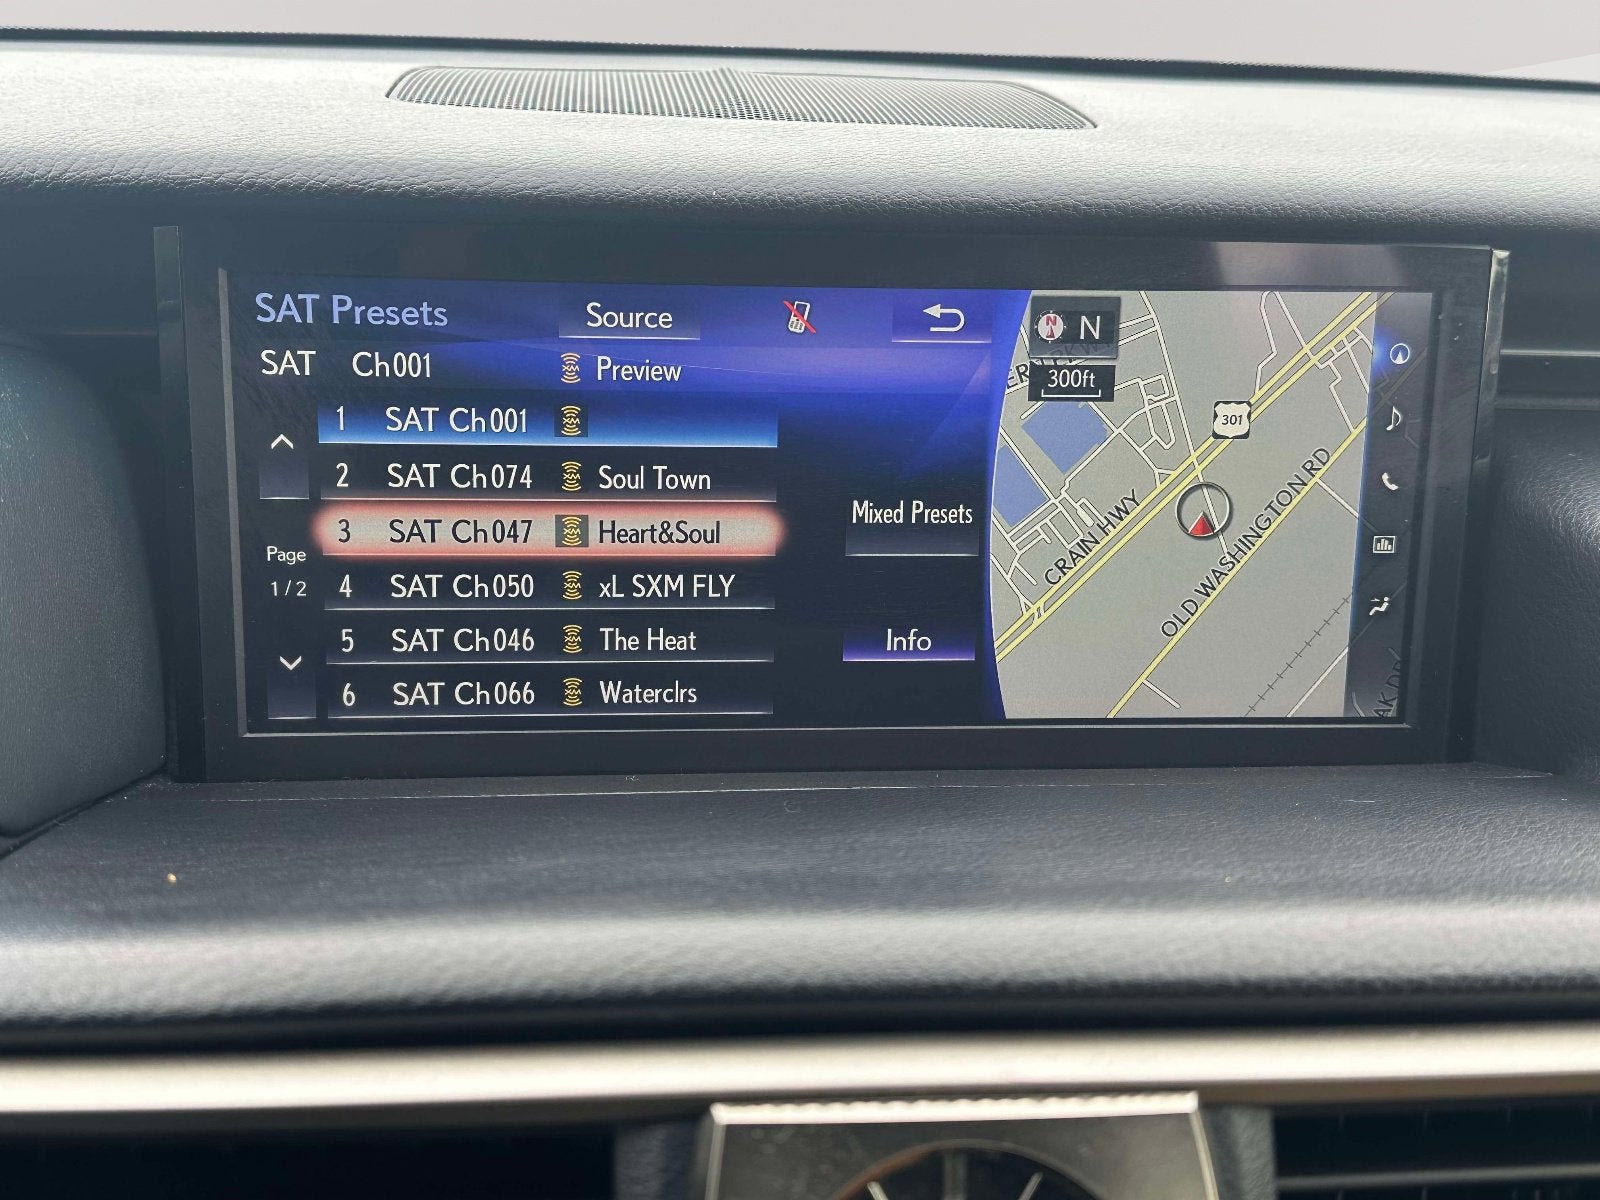 SAT Presets
Source
SAT Ch001
Preview
1 SAT Ch001
2 SAT Ch074 Soul Town
3 SAT Ch047 Heart&Soul
4 SAT Ch050 xL SXM FLY
5 SAT Ch046 The Heat
6 SAT Ch066 Waterclrs
Page
1/2
Mixed Presets
Info
N N
300ft
301
CRAIN HWY
OLD WASHINGTON RD